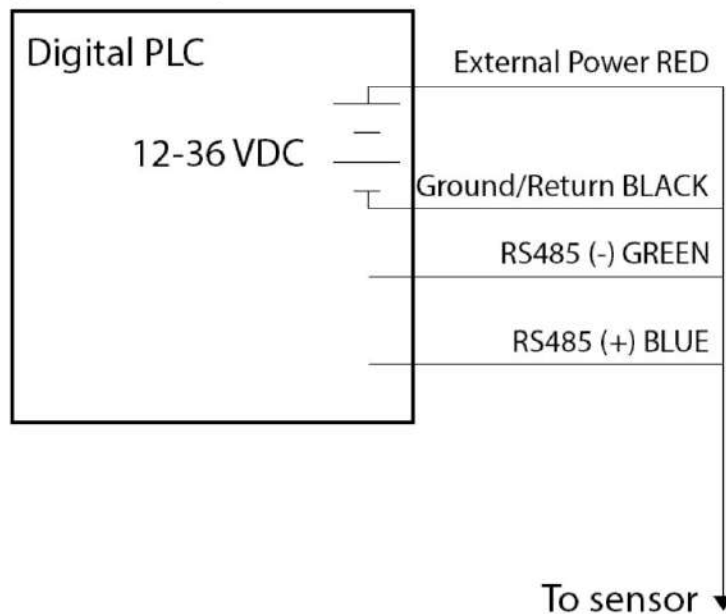 Digital PLC
External Power RED
12-36 VDC
Ground/Return BLACK
RS485 (-) GREEN
RS485 (+) BLUE
To sensor